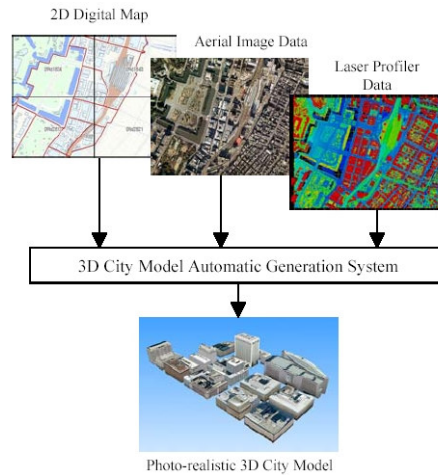 2D Digital Map
Aerial Image Data
Laser Profiler
Data
3D City Model Automatic Generation System
Photo-realistic 3D City Model